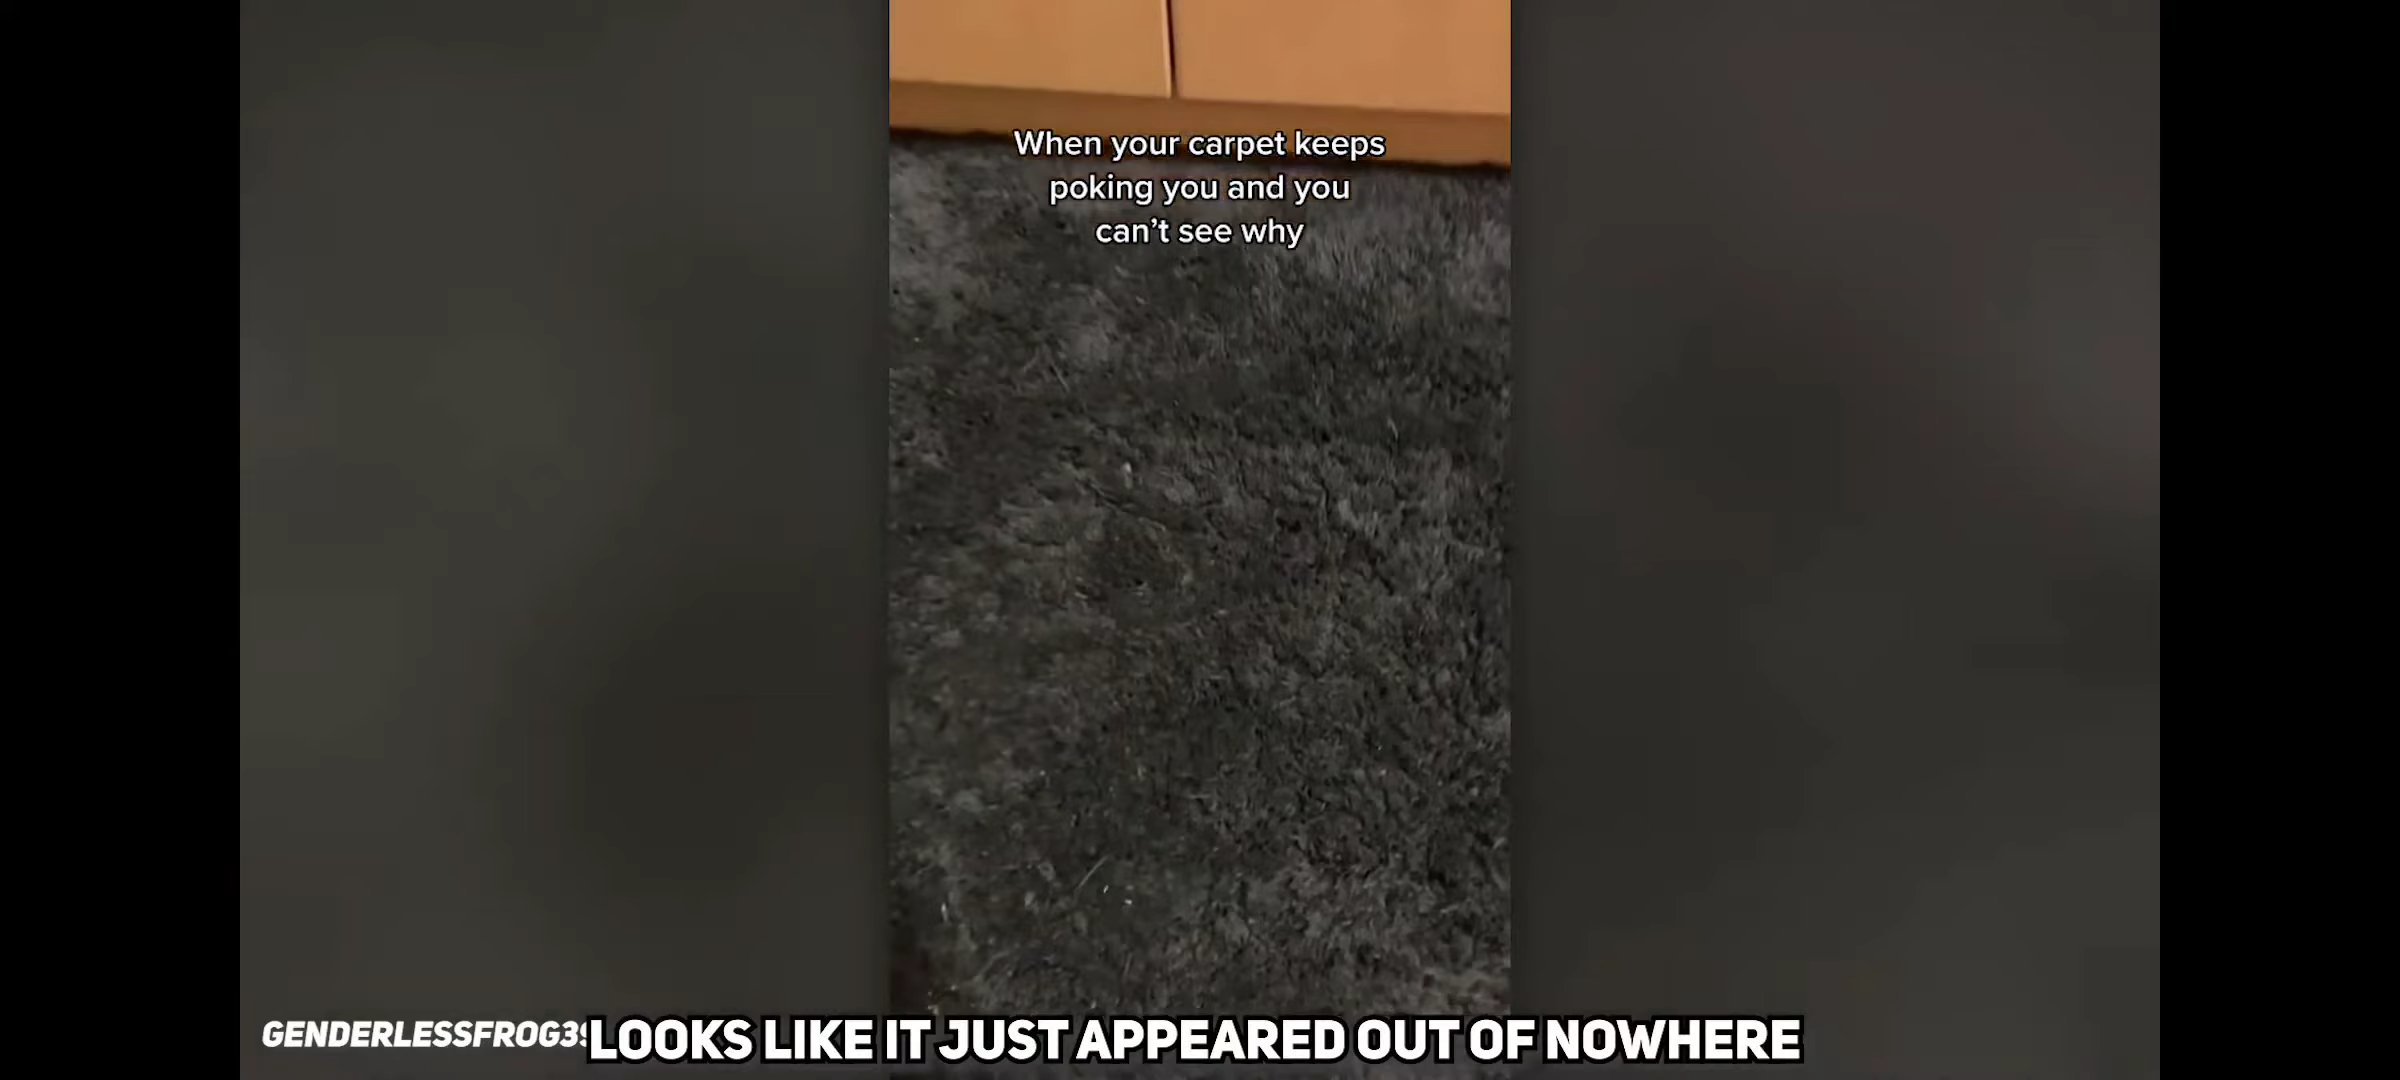 When your carpet keeps
poking you and you
can't see why
LOOKS LIKE IT JUST APPEARED OUT OF NOWHERE